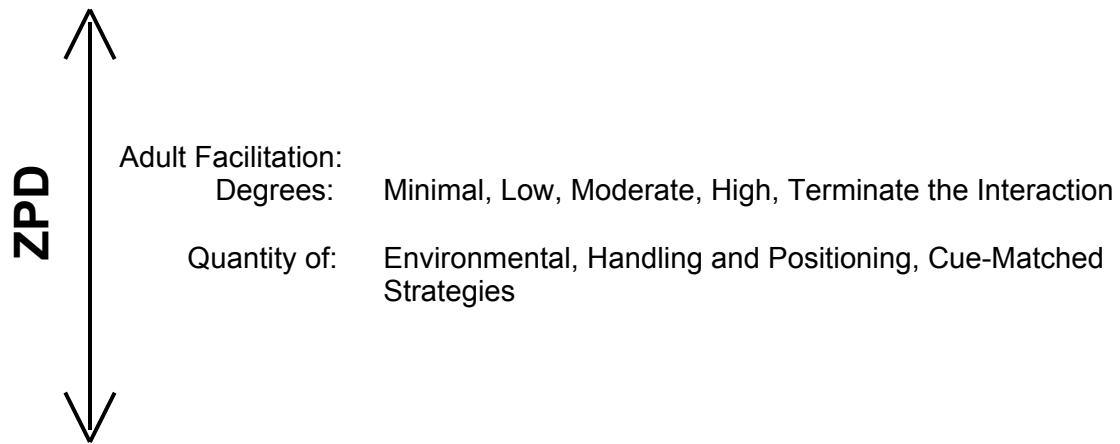 ZPD
Adult Facilitation:
Degrees: Minimal, Low, Moderate, High, Terminate the Interaction
Quantity of: Environmental, Handling and Positioning, Cue-Matched
Strategies